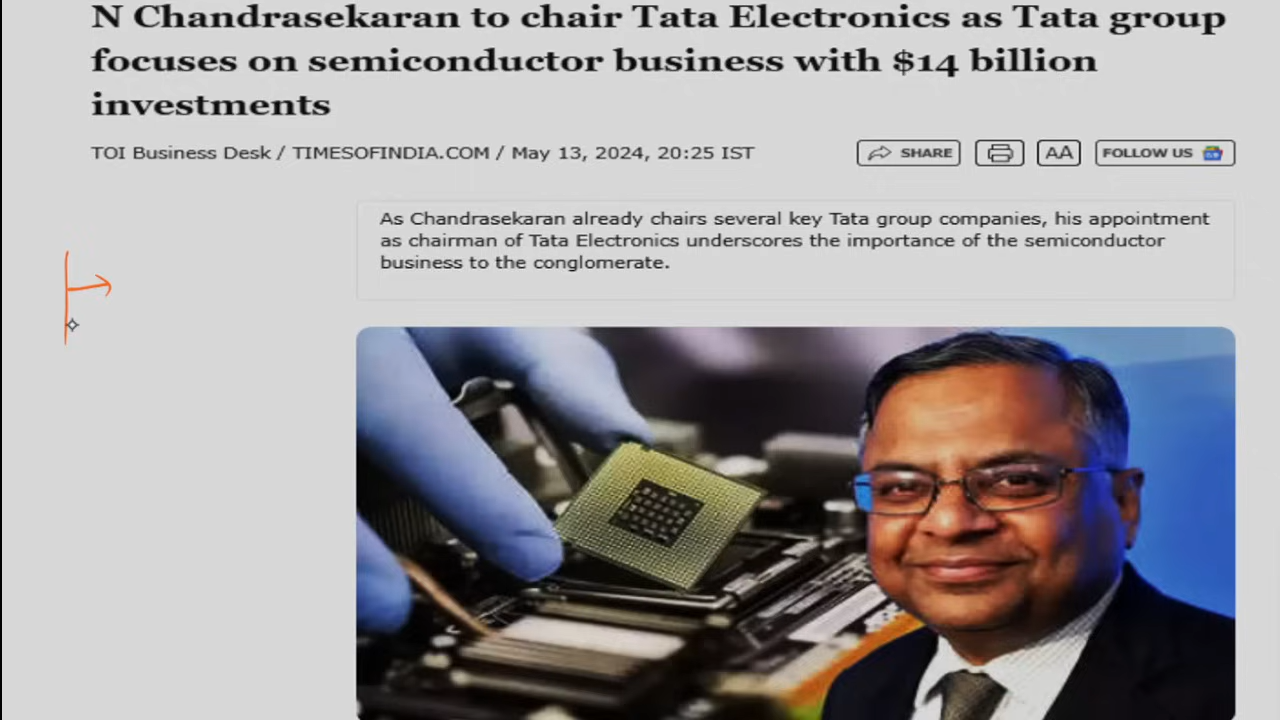 N Chandrasekaran to chair Tata Electronics as Tata group
focuses on semiconductor business with $14 billion
investments
TOI Business Desk / TIMESOFINDIA.COM / May 13, 2024, 20:25 IST
SHARE
AA
FOLLOW US
As Chandrasekaran already chairs several key Tata group companies, his appointment
as chairman of Tata Electronics underscores the importance of the semiconductor
business to the conglomerate.